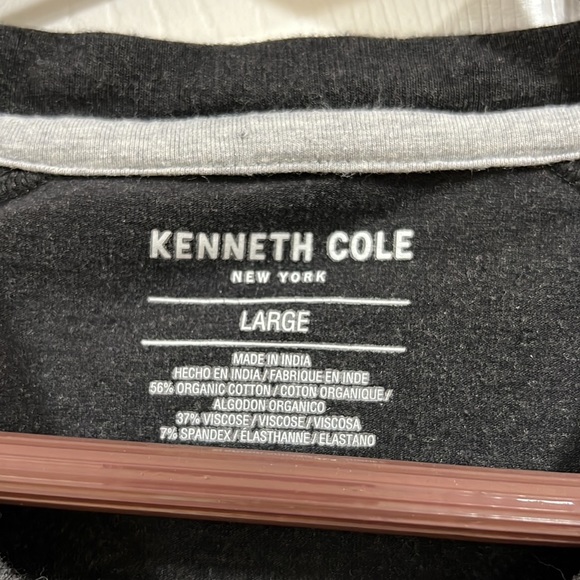 KENNETH COLE
NEW YORK
LARGE
MADE IN INDIA
HECHO EN INDIA / FABRIQUE EN INDE
56% ORGANIC COTTON / COTON ORGANIQUE /
ALGODON ORGANICO
37% VISCOSE / VISCOSE / VISCOSA
7% SPANDEX / ÉLASTHANNE / ELASTANO